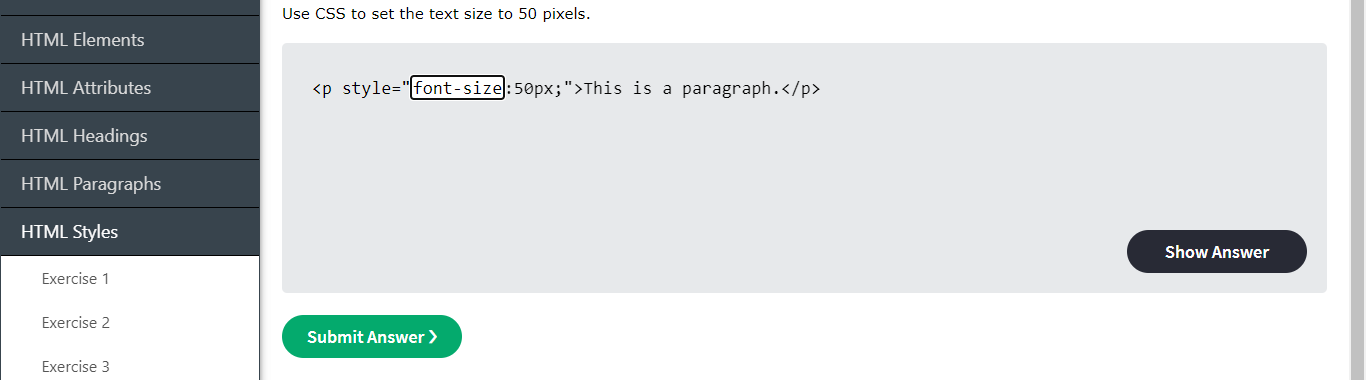 Use CSS to set the text size to 50 pixels.
HTML Elements
HTML Attributes
HTML Headings
HTML Paragraphs
HTML Styles
Exercise 1
Exercise 2
Exercise 3
<p style="font-size:50px;">This is a paragraph.</p>
Show Answer
Submit Answer ❯